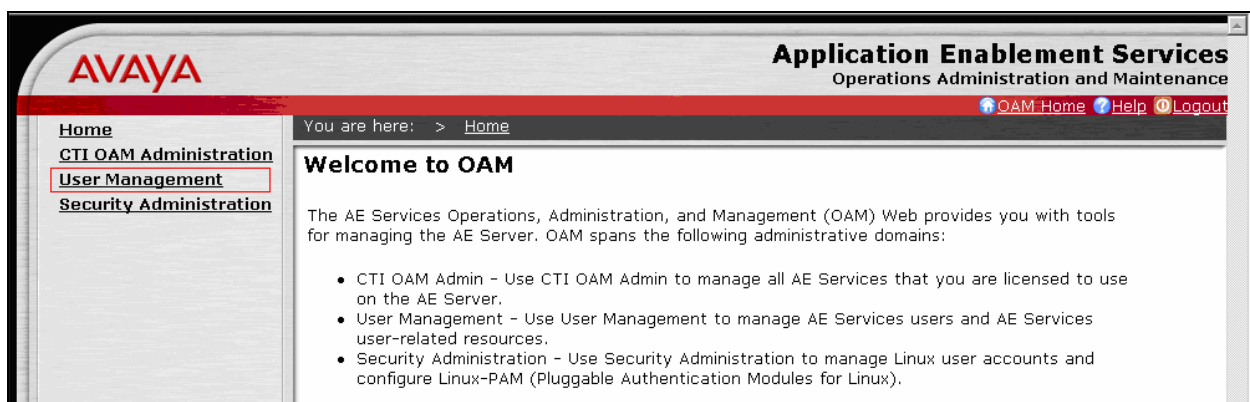 AVAYA
Application Enablement Services
Operations Administration and Maintenance
OAM Home Help Logout
Home
CTI OAM Administration
User Management
Security Administration
You are here: > Home
Welcome to OAM
The AE Services Operations, Administration, and Management (OAM) Web provides you with tools
for managing the AE Server. OAM spans the following administrative domains:
• CTI OAM Admin - Use CTI OAM Admin to manage all AE Services that you are licensed to use
on the AE Server.
• User Management - Use User Management to manage AE Services users and AE Services
user-related resources.
• Security Administration - Use Security Administration to manage Linux user accounts and
configure Linux-PAM (Pluggable Authentication Modules for Linux).